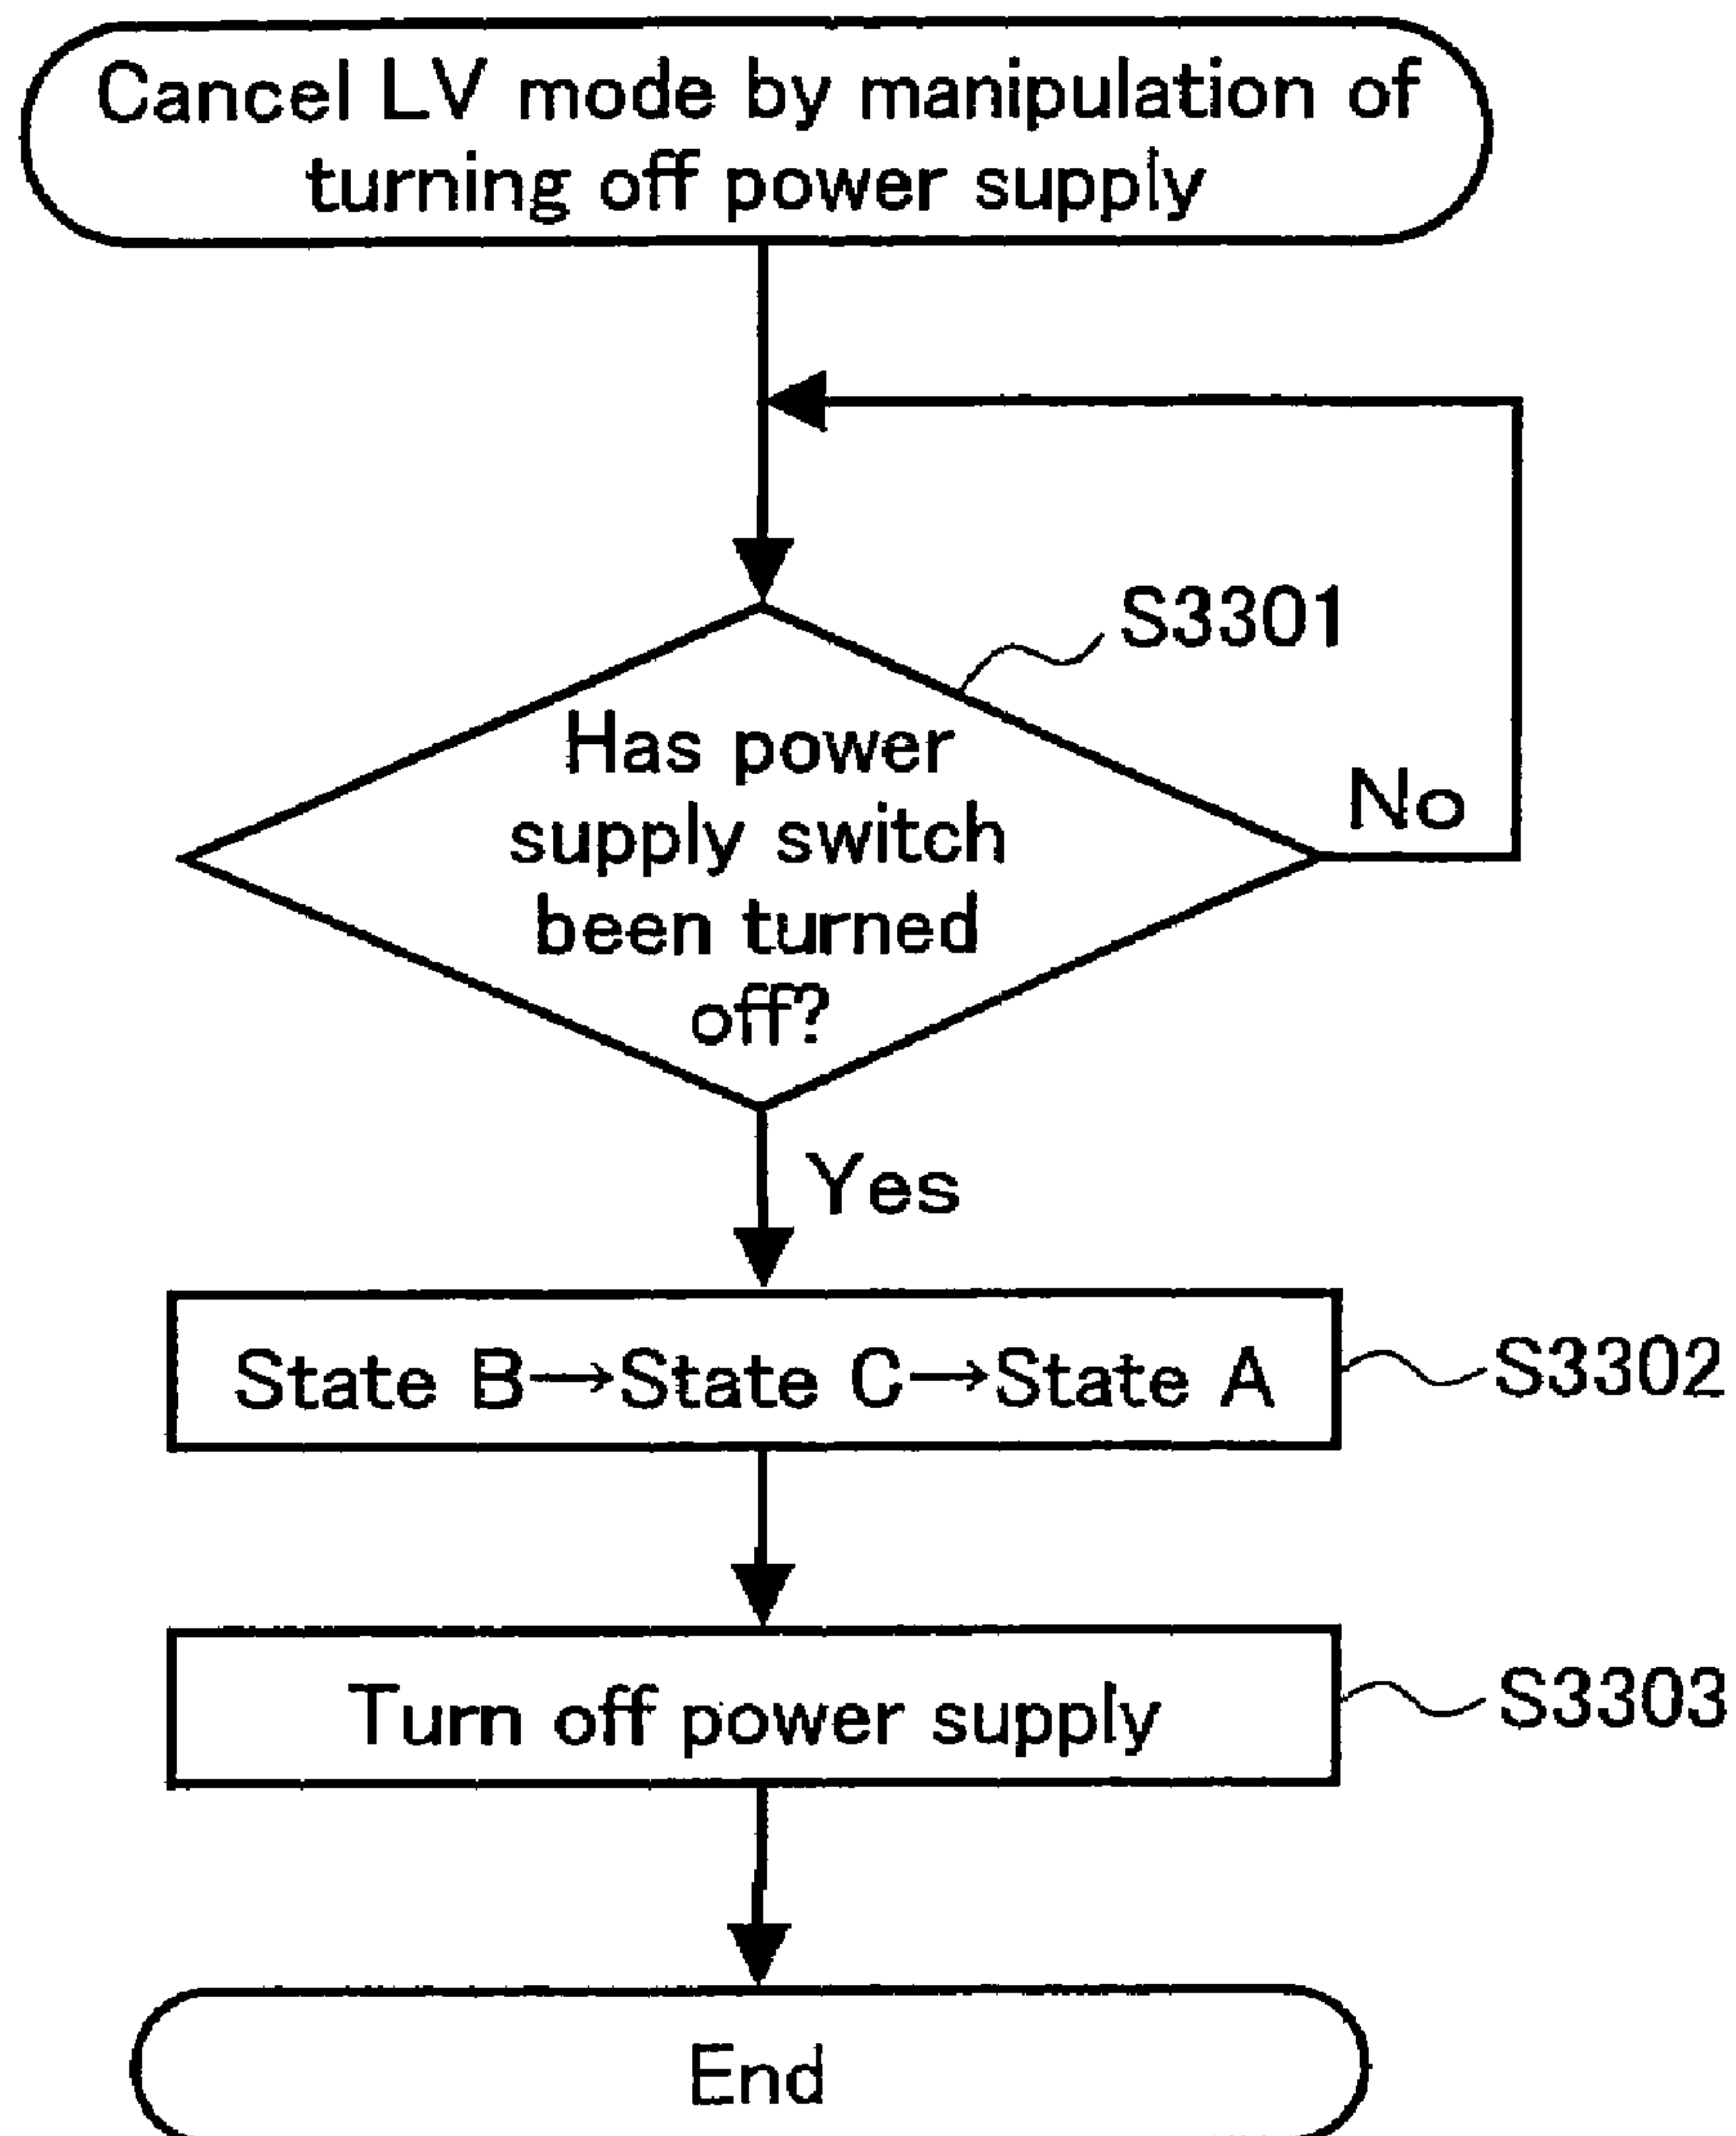 Cancel LV mode by manipulation of
turning off power supply
S3301
Has power
supply switch
been turned
off?
No
Yes
State B→State C→State A
S3302
Turn off power supply
S3303
End